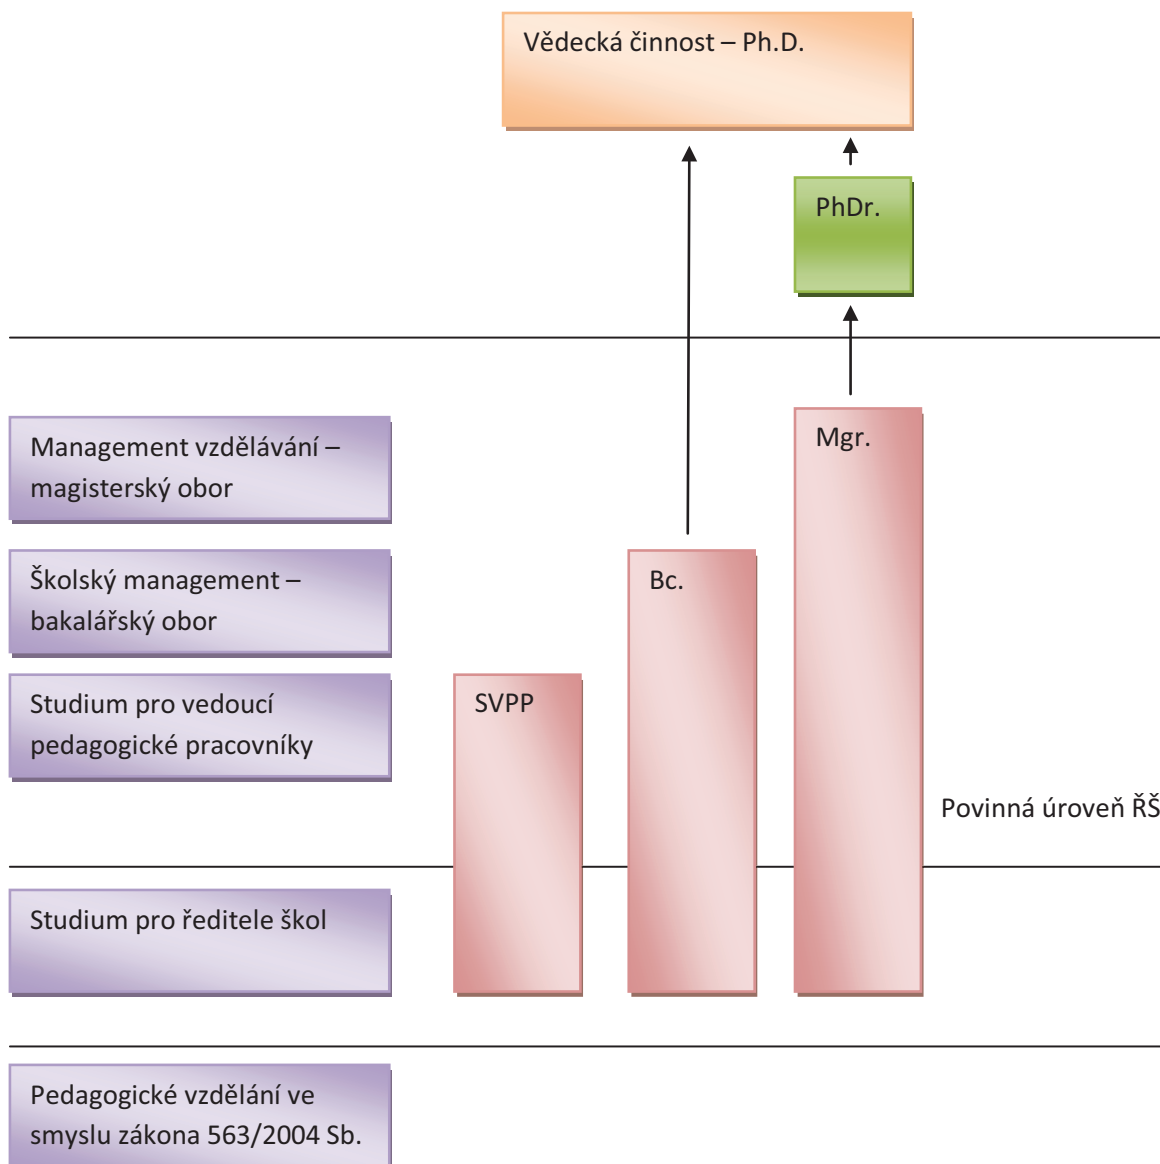 Vědecká činnost – Ph.D.
PhDr.
Management vzdělávání –
magisterský obor
Mgr.
Školský management –
bakalářský obor
Bc.
Studium pro vedoucí
pedagogické pracovníky
SVPP
Povinná úroveň ŘŠ
Studium pro ředitele škol
Pedagogické vzdělání ve
smyslu zákona 563/2004 Sb.